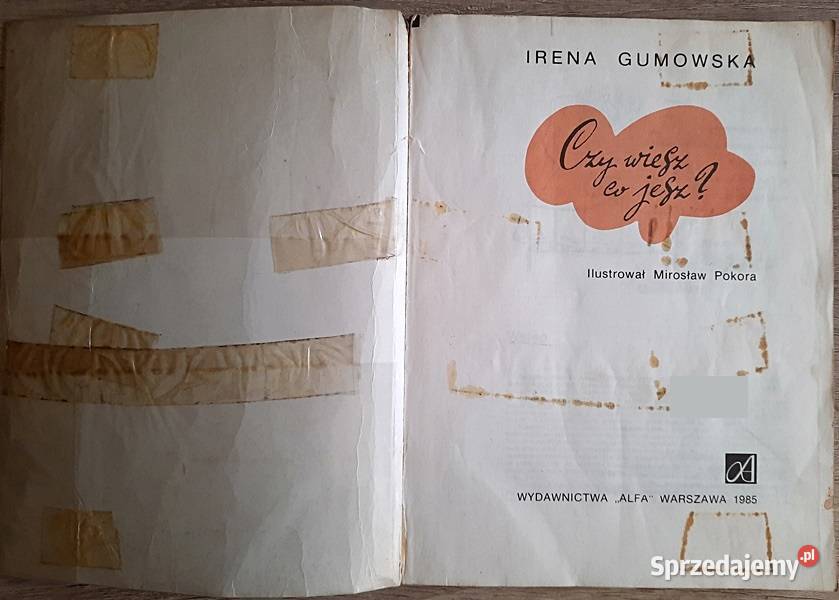 IRENA GUMOWSKA
Czy wiesz
co jesz?
Ilustrował Mirosław Pokora
WYDAWNICTWA „ALFA" WARSZAWA 1985
Sprzedajemy.pl